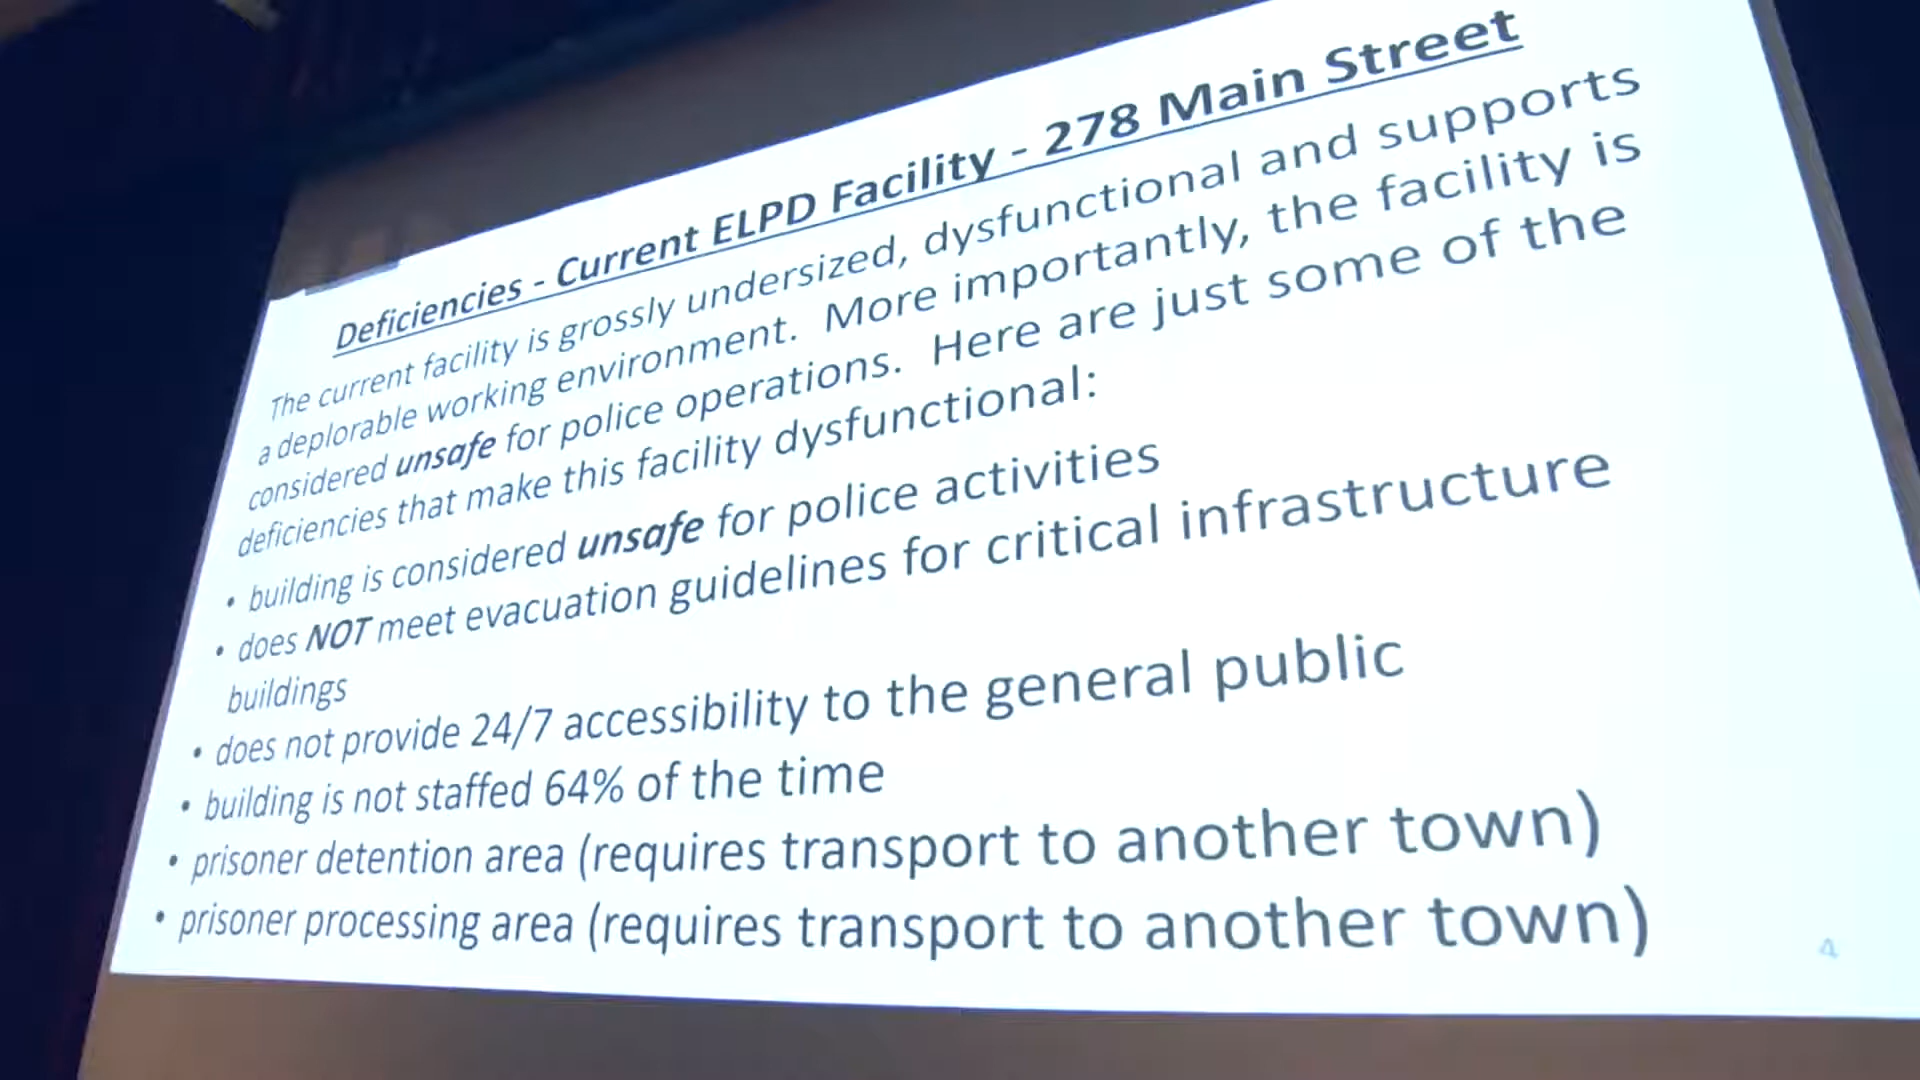 Deficiencies - Current ELPD Facility - 278 Main Street
The current facility is grossly undersized, dysfunctional and supports
a deplorable working environment. More importantly, the facility is
considered unsafe for police operations. Here are just some of the
deficiencies that make this facility dysfunctional:
• building is considered unsafe for police activities
• does NOT meet evacuation guidelines for critical infrastructure
buildings
• does not provide 24/7 accessibility to the general public
• building is not staffed 64% of the time
• prisoner detention area (requires transport to another town)
• prisoner processing area (requires transport to another town)
4